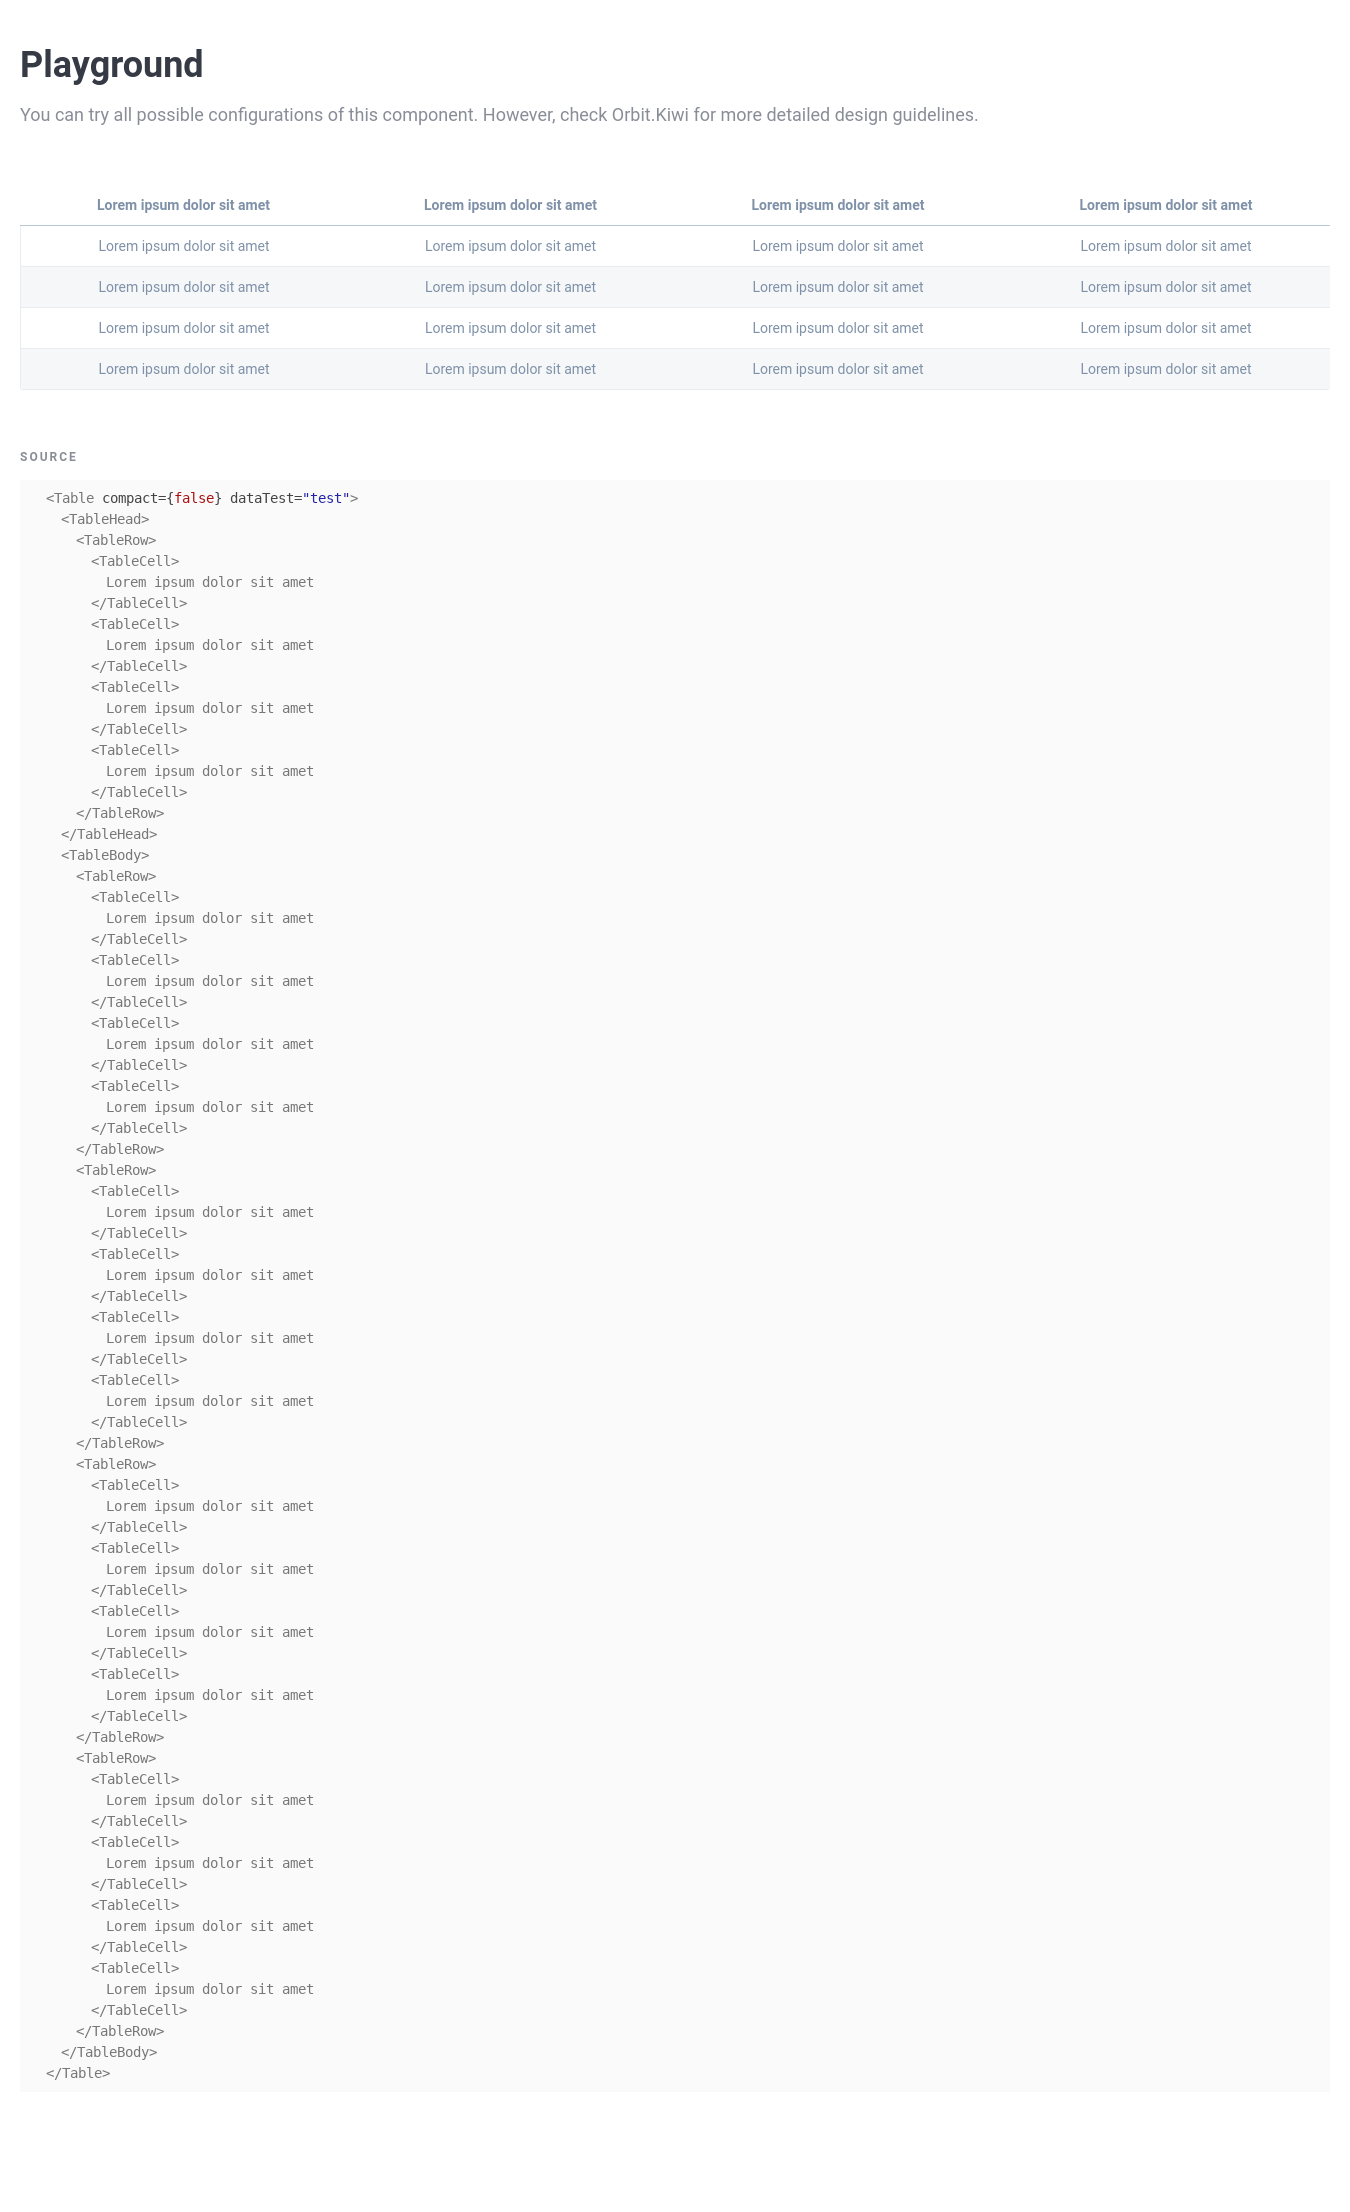 Playground
You can try all possible configurations of this component. However, check Orbit.Kiwi for more detailed design guidelines.
Lorem ipsum dolor sit amet Lorem ipsum dolor sit amet Lorem ipsum dolor sit amet Lorem ipsum dolor sit amet
Lorem ipsum dolor sit amet Lorem ipsum dolor sit amet Lorem ipsum dolor sit amet Lorem ipsum dolor sit amet
Lorem ipsum dolor sit amet Lorem ipsum dolor sit amet Lorem ipsum dolor sit amet Lorem ipsum dolor sit amet
Lorem ipsum dolor sit amet Lorem ipsum dolor sit amet Lorem ipsum dolor sit amet Lorem ipsum dolor sit amet
Lorem ipsum dolor sit amet Lorem ipsum dolor sit amet Lorem ipsum dolor sit amet Lorem ipsum dolor sit amet
SOURCE
<Table compact={false} dataTest="test">
<TableHead>
<TableRow>
<TableCell>
Lorem ipsum dolor sit amet
</TableCell>
<TableCell>
Lorem ipsum dolor sit amet
</TableCell>
<TableCell>
Lorem ipsum dolor sit amet
</TableCell>
<TableCell>
Lorem ipsum dolor sit amet
</TableCell>
</TableRow>
</TableHead>
<TableBody>
<TableRow>
<TableCell>
Lorem ipsum dolor sit amet
</TableCell>
<TableCell>
Lorem ipsum dolor sit amet
</TableCell>
<TableCell>
Lorem ipsum dolor sit amet
</TableCell>
<TableCell>
Lorem ipsum dolor sit amet
</TableCell>
</TableRow>
<TableRow>
<TableCell>
Lorem ipsum dolor sit amet
</TableCell>
<TableCell>
Lorem ipsum dolor sit amet
</TableCell>
<TableCell>
Lorem ipsum dolor sit amet
</TableCell>
<TableCell>
Lorem ipsum dolor sit amet
</TableCell>
</TableRow>
<TableRow>
<TableCell>
Lorem ipsum dolor sit amet
</TableCell>
<TableCell>
Lorem ipsum dolor sit amet
</TableCell>
<TableCell>
Lorem ipsum dolor sit amet
</TableCell>
<TableCell>
Lorem ipsum dolor sit amet
</TableCell>
</TableRow>
<TableRow>
<TableCell>
Lorem ipsum dolor sit amet
</TableCell>
<TableCell>
Lorem ipsum dolor sit amet
</TableCell>
<TableCell>
Lorem ipsum dolor sit amet
</TableCell>
<TableCell>
Lorem ipsum dolor sit amet
</TableCell>
</TableRow>
</TableBody>
</Table>